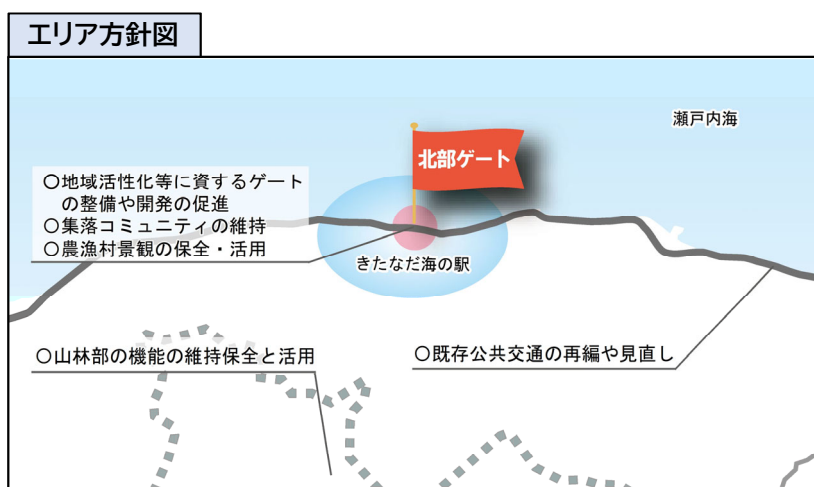 エリア方針図
瀬戸内海
北部ゲート
○地域活性化等に資するゲート
の整備や開発の促進
○集落コミュニティの維持
○農漁村景観の保全・活用
きたなだ海の駅
○山林部の機能の維持保全と活用
○既存公共交通の再編や見直し